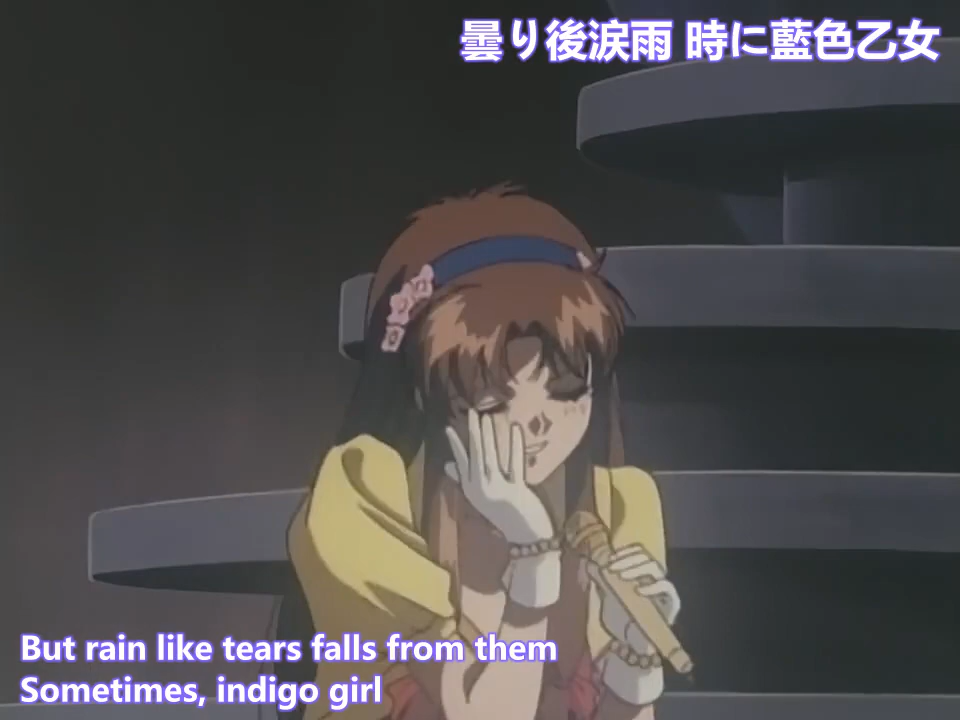 曇り後涙雨 時に藍色乙女
But rain like tears falls from them
Sometimes, indigo girl